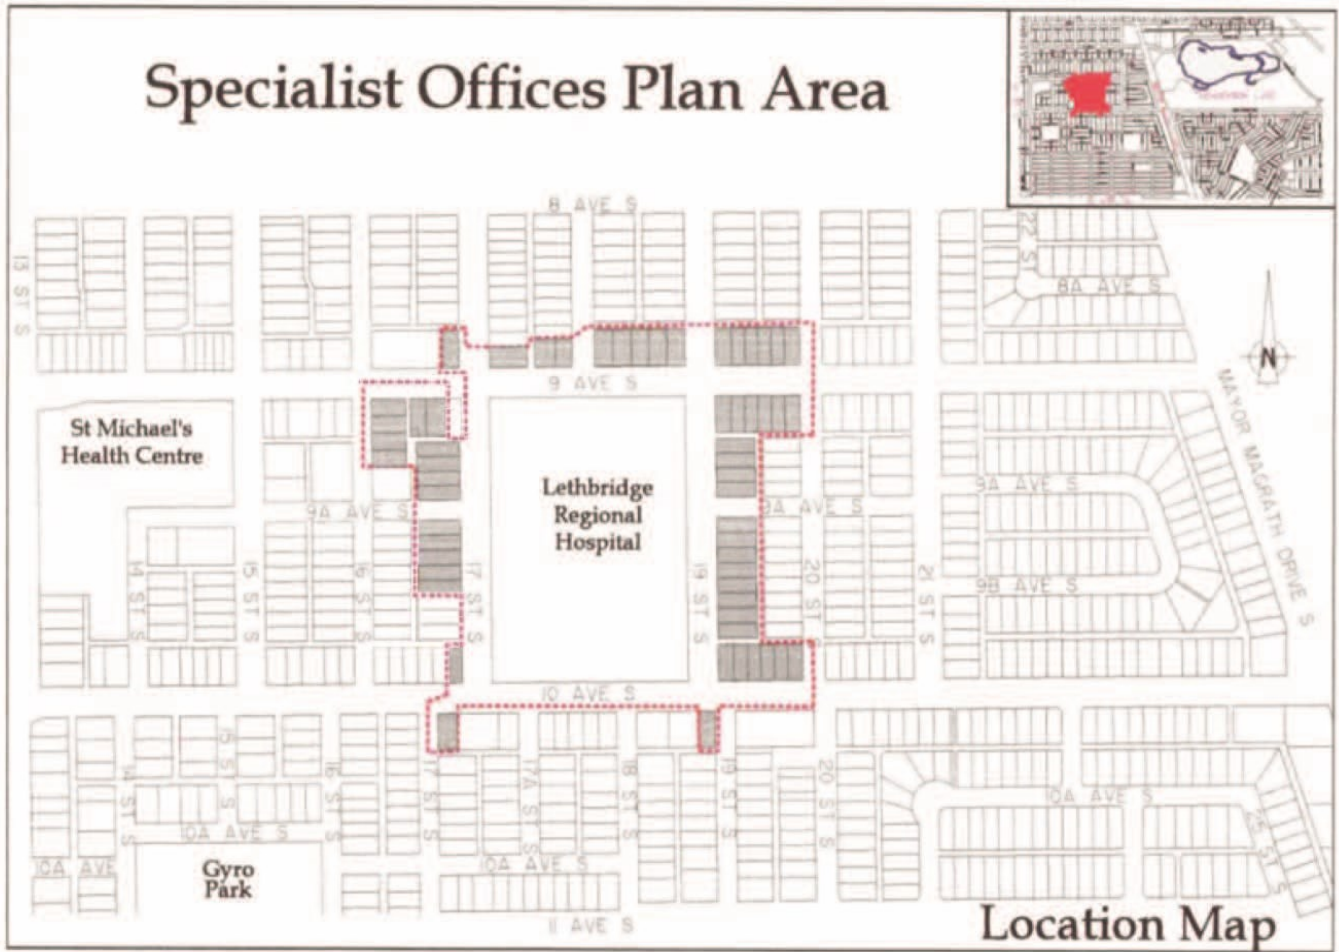 Specialist Offices Plan Area
8 AVE S
13 ST S
22 ST
8A AVE S
9 AVE S
N
MAYOR MAGRATH DRIVE S
St Michael's
Health Centre
Lethbridge
Regional
Hospital
9A AVE S
9A AVE S
9A AVE S
14 ST S
15 ST S
16 ST S
17 ST S
19 ST S
20 ST S
21 ST S
9B AVE S
10 AVE S
14 ST S
15 ST S
16 ST S
17 ST S
17A ST S
18 ST S
19 ST S
20 ST S
10A AVE S
25 ST S
10A AVE S
10A AVE
10A AVE S
Gyro
Park
11 AVE S
Location Map